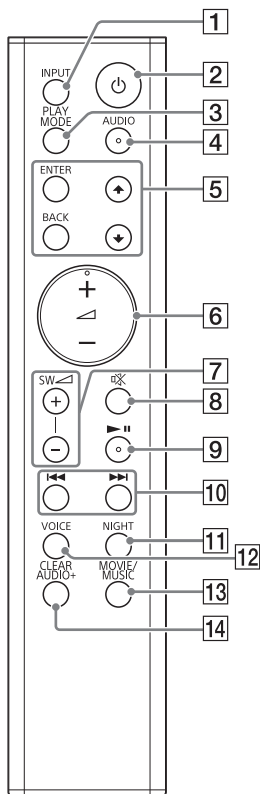 1
INPUT
2
PLAY
MODE
3
AUDIO
4
ENTER
5
BACK
+
6
−
7
SW
+
8
−
9
10
VOICE
NIGHT
11
12
CLEAR
AUDIO+
MOVIE/
MUSIC
13
14